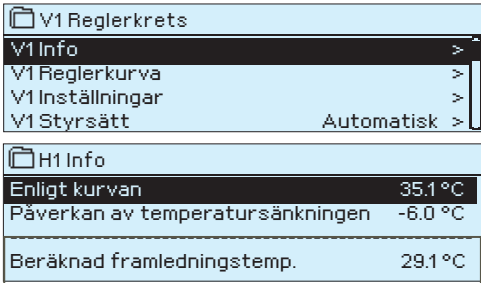 V1 Reglerkrets
V1 Info >
V1 Reglerkurva >
V1 Inställningar >
V1 Styrsätt Automatisk >
H1 Info
Enligt kurvan 35.1 °C
Påverkan av temperatursänkningen -6.0 °C
Beräknad framledningstemp. 29.1 °C